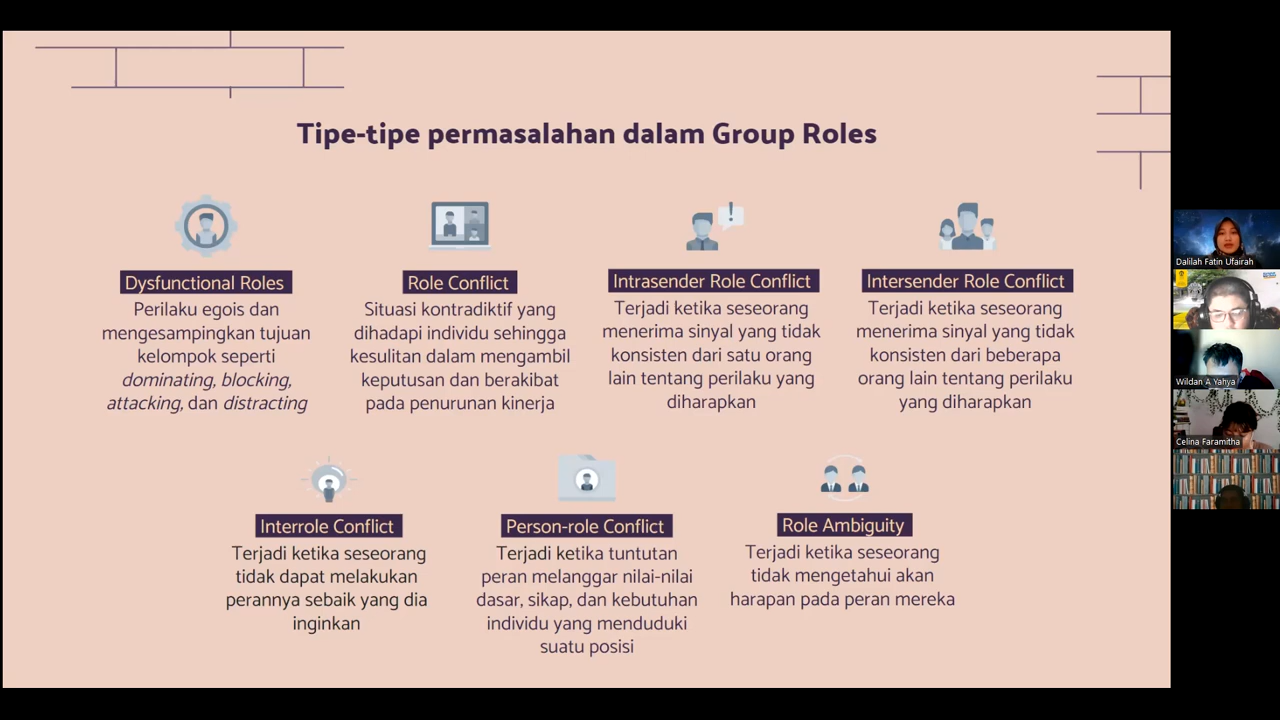 Tipe-tipe permasalahan dalam Group Roles
Dysfunctional Roles
Perilaku egois dan
mengesampingkan tujuan
kelompok seperti
dominating, blocking,
attacking, dan distracting
Role Conflict
Situasi kontradiktif yang
dihadapi individu sehingga
kesulitan dalam mengambil
keputusan dan berakibat
pada penurunan kinerja
Intrasender Role Conflict
Terjadi ketika seseorang
menerima sinyal yang tidak
konsisten dari satu orang
lain tentang perilaku yang
diharapkan
Intersender Role Conflict
Terjadi ketika seseorang
menerima sinyal yang tidak
konsisten dari beberapa
orang lain tentang perilaku
yang diharapkan
Interrole Conflict
Terjadi ketika seseorang
tidak dapat melakukan
perannya sebaik yang dia
inginkan
Person-role Conflict
Terjadi ketika tuntutan
peran melanggar nilai-nilai
dasar, sikap, dan kebutuhan
individu yang menduduki
suatu posisi
Role Ambiguity
Terjadi ketika seseorang
tidak mengetahui akan
harapan pada peran mereka
Dalilah Fatin Ufairah
Wildan A Yahya
Celina Faramitha